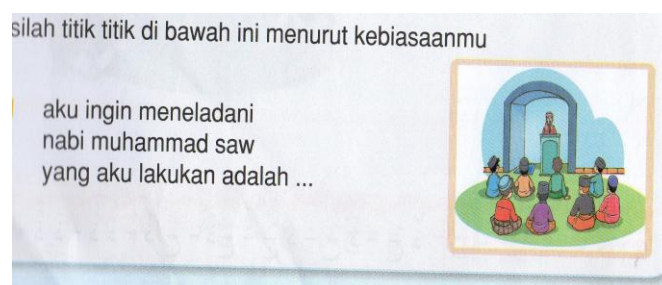 silah titik titik di bawah ini menurut kebiasaanmu
aku ingin meneladani
nabi muhammad saw
yang aku lakukan adalah ...